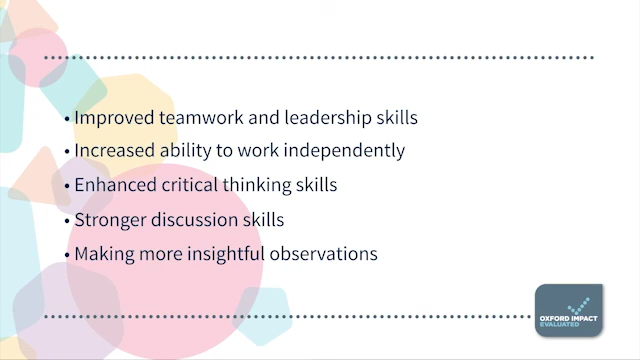 • Improved teamwork and leadership skills
• Increased ability to work independently
• Enhanced critical thinking skills
• Stronger discussion skills
• Making more insightful observations
OXFORD IMPACT
EVALUATED